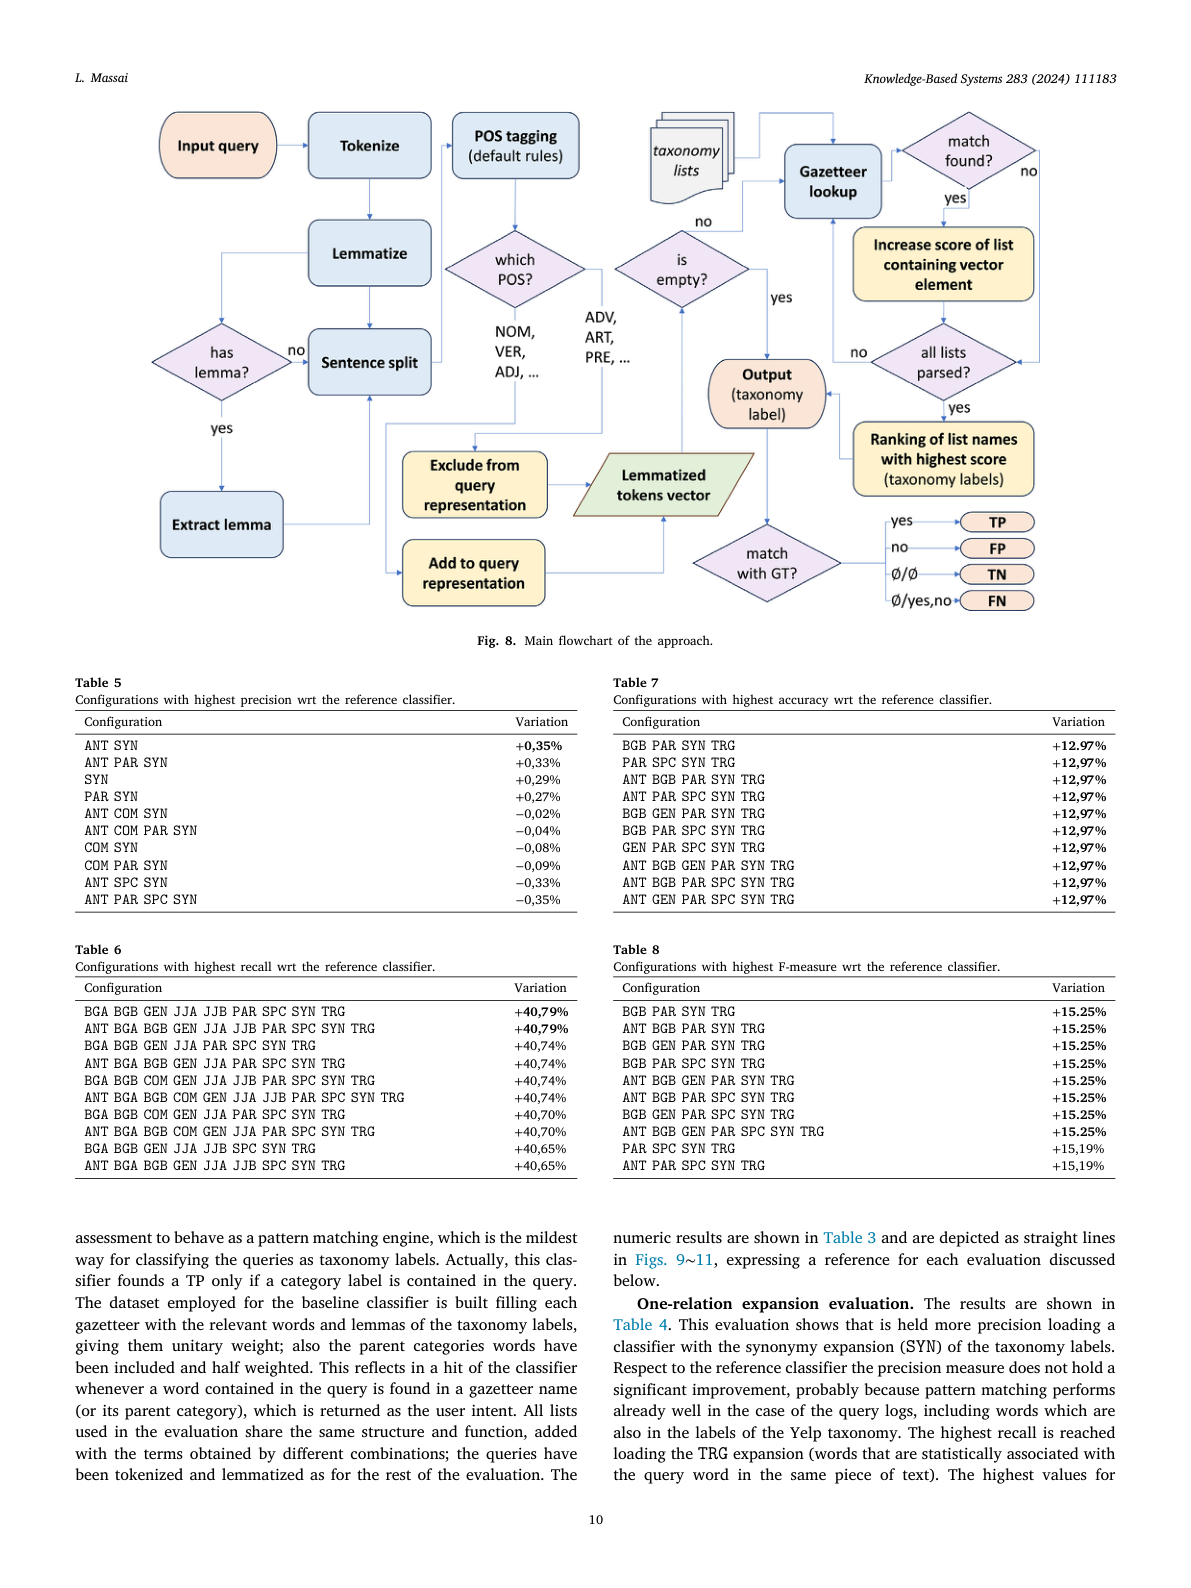 L. Massai
Knowledge-Based Systems 283 (2024) 111183
Input query
Tokenize
POS tagging
(default rules)
taxonomy
lists
Gazetteer
lookup
match
found?
no
yes
Lemmatize
which
POS?
no
is
empty?
yes
Increase score of list
containing vector
element
NOM,
VER,
ADJ, ...
ADV,
ART,
PRE, ...
has
lemma?
no
Sentence split
yes
Output
(taxonomy
label)
no
all lists
parsed?
yes
Ranking of list names
with highest score
(taxonomy labels)
Exclude from
query
representation
Lemmatized
tokens vector
Extract lemma
Add to query
representation
match
with GT?
yes
TP
no
FP
Ø/Ø
TN
Ø/yes,no
FN
Fig. 8. Main flowchart of the approach.
Table 5
Configurations with highest precision wrt the reference classifier.
Configuration Variation
ANT SYN +0,35%
ANT PAR SYN +0,33%
SYN +0,29%
PAR SYN +0,27%
ANT COM SYN −0,02%
ANT COM PAR SYN −0,04%
COM SYN −0,08%
COM PAR SYN −0,09%
ANT SPC SYN −0,33%
ANT PAR SPC SYN −0,35%
Table 6
Configurations with highest recall wrt the reference classifier.
Configuration Variation
BGA BGB GEN JJA JJB PAR SPC SYN TRG +40,79%
ANT BGA BGB GEN JJA JJB PAR SPC SYN TRG +40,79%
BGA BGB GEN JJA PAR SPC SYN TRG +40,74%
ANT BGA BGB GEN JJA PAR SPC SYN TRG +40,74%
BGA BGB COM GEN JJA JJB PAR SPC SYN TRG +40,74%
ANT BGA BGB COM GEN JJA JJB PAR SPC SYN TRG +40,74%
BGA BGB COM GEN JJA PAR SPC SYN TRG +40,70%
ANT BGA BGB COM GEN JJA PAR SPC SYN TRG +40,70%
BGA BGB GEN JJA JJB SPC SYN TRG +40,65%
ANT BGA BGB GEN JJA JJB SPC SYN TRG +40,65%
Table 7
Configurations with highest accuracy wrt the reference classifier.
Configuration Variation
BGB PAR SYN TRG +12.97%
PAR SPC SYN TRG +12,97%
ANT BGB PAR SYN TRG +12,97%
ANT PAR SPC SYN TRG +12,97%
BGB GEN PAR SYN TRG +12,97%
BGB PAR SPC SYN TRG +12,97%
GEN PAR SPC SYN TRG +12,97%
ANT BGB GEN PAR SYN TRG +12,97%
ANT BGB PAR SPC SYN TRG +12,97%
ANT GEN PAR SPC SYN TRG +12,97%
Table 8
Configurations with highest F-measure wrt the reference classifier.
Configuration Variation
BGB PAR SYN TRG +15.25%
ANT BGB PAR SYN TRG +15.25%
BGB GEN PAR SYN TRG +15.25%
BGB PAR SPC SYN TRG +15.25%
ANT BGB GEN PAR SYN TRG +15.25%
ANT BGB PAR SPC SYN TRG +15.25%
BGB GEN PAR SPC SYN TRG +15.25%
ANT BGB GEN PAR SPC SYN TRG +15.25%
PAR SPC SYN TRG +15,19%
ANT PAR SPC SYN TRG +15,19%
assessment to behave as a pattern matching engine, which is the mildest
way for classifying the queries as taxonomy labels. Actually, this clas-
sifier founds a TP only if a category label is contained in the query.
The dataset employed for the baseline classifier is built filling each
gazetteer with the relevant words and lemmas of the taxonomy labels,
giving them unitary weight; also the parent categories words have
been included and half weighted. This reflects in a hit of the classifier
whenever a word contained in the query is found in a gazetteer name
(or its parent category), which is returned as the user intent. All lists
used in the evaluation share the same structure and function, added
with the terms obtained by different combinations; the queries have
been tokenized and lemmatized as for the rest of the evaluation. The
numeric results are shown in Table 3 and are depicted as straight lines
in Figs. 9~11, expressing a reference for each evaluation discussed
below.
One-relation expansion evaluation. The results are shown in
Table 4. This evaluation shows that is held more precision loading a
classifier with the synonymy expansion (SYN) of the taxonomy labels.
Respect to the reference classifier the precision measure does not hold a
significant improvement, probably because pattern matching performs
already well in the case of the query logs, including words which are
also in the labels of the Yelp taxonomy. The highest recall is reached
loading the TRG expansion (words that are statistically associated with
the query word in the same piece of text). The highest values for
10